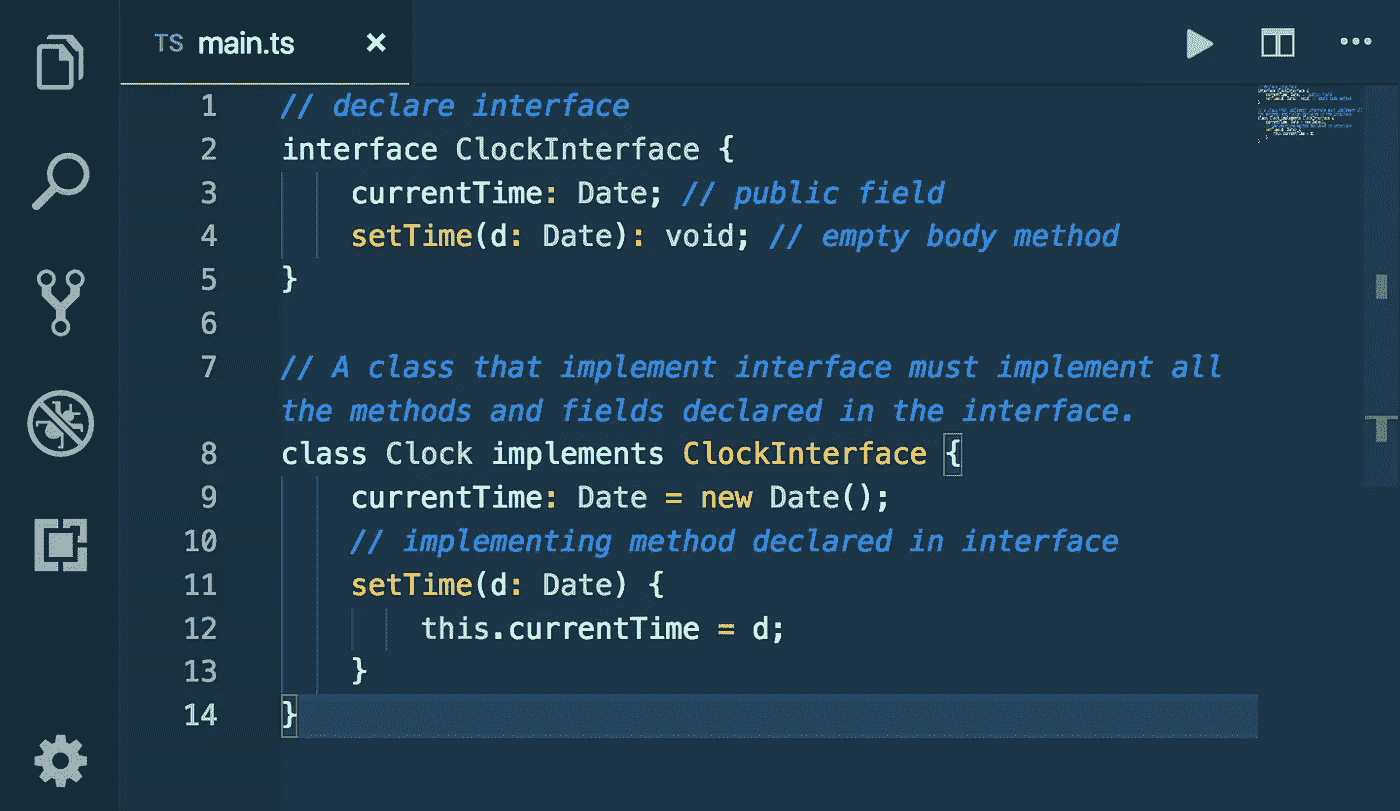 TS main.ts ×
1 // declare interface
2 interface ClockInterface {
3 currentTime: Date; // public field
4 setTime(d: Date): void; // empty body method
5 }
6
7 // A class that implement interface must implement all
the methods and fields declared in the interface.
8 class Clock implements ClockInterface {
9 currentTime: Date = new Date();
10 // implementing method declared in interface
11 setTime(d: Date) {
12 this.currentTime = d;
13 }
14 }